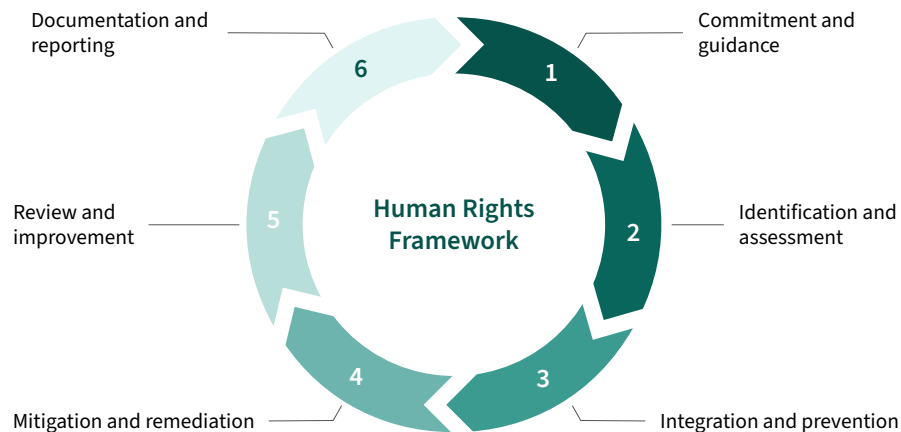 Documentation and
reporting
Commitment and
guidance
6
1
Human Rights
Framework
Review and
improvement
5
2
Identification and
assessment
4
3
Mitigation and remediation
Integration and prevention